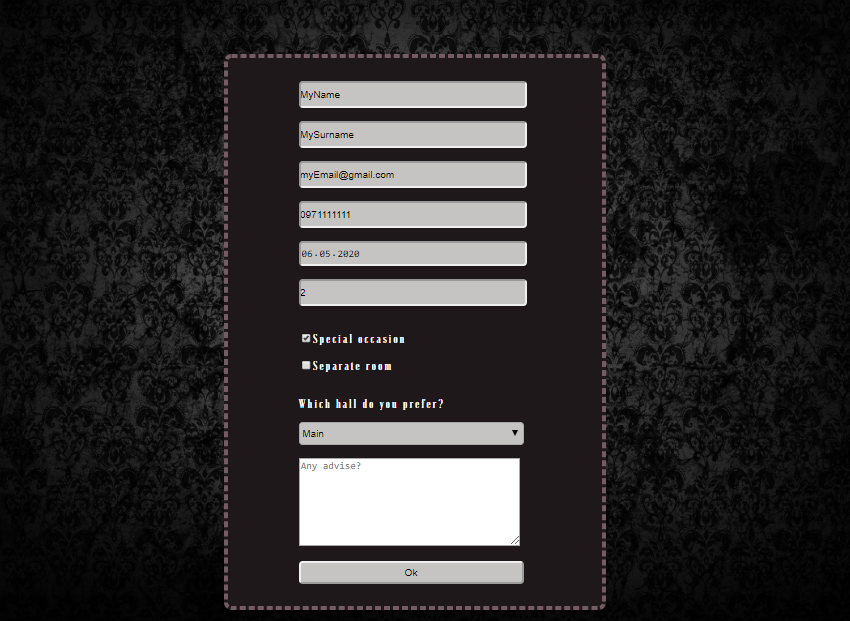 MyName
MySurname
myEmail@gmail.com
0971111111
06-05-2020
2
Special occasion
Separate room
Which hall do you prefer?
Main
Any advise?
Ok